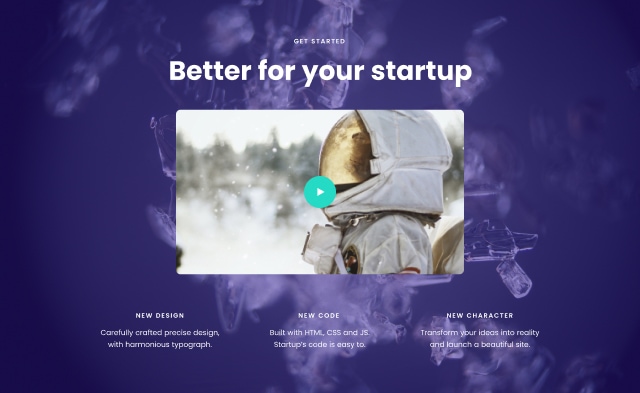 GET STARTED
Better for your startup
NEW DESIGN
Carefully crafted precise design,
with harmonious typograph.
NEW CODE
Built with HTML, CSS and JS.
Startup's code is easy to.
NEW CHARACTER
Transform your ideas into reality
and launch a beautiful site.